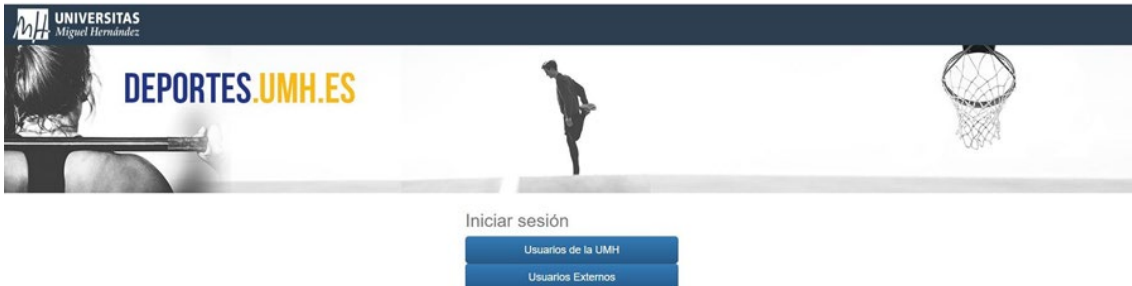 UNIVERSITAS
Miguel Hernández
DEPORTES.UMH.ES
Iniciar sesión
Usuarios de la UMH
Usuarios Externos